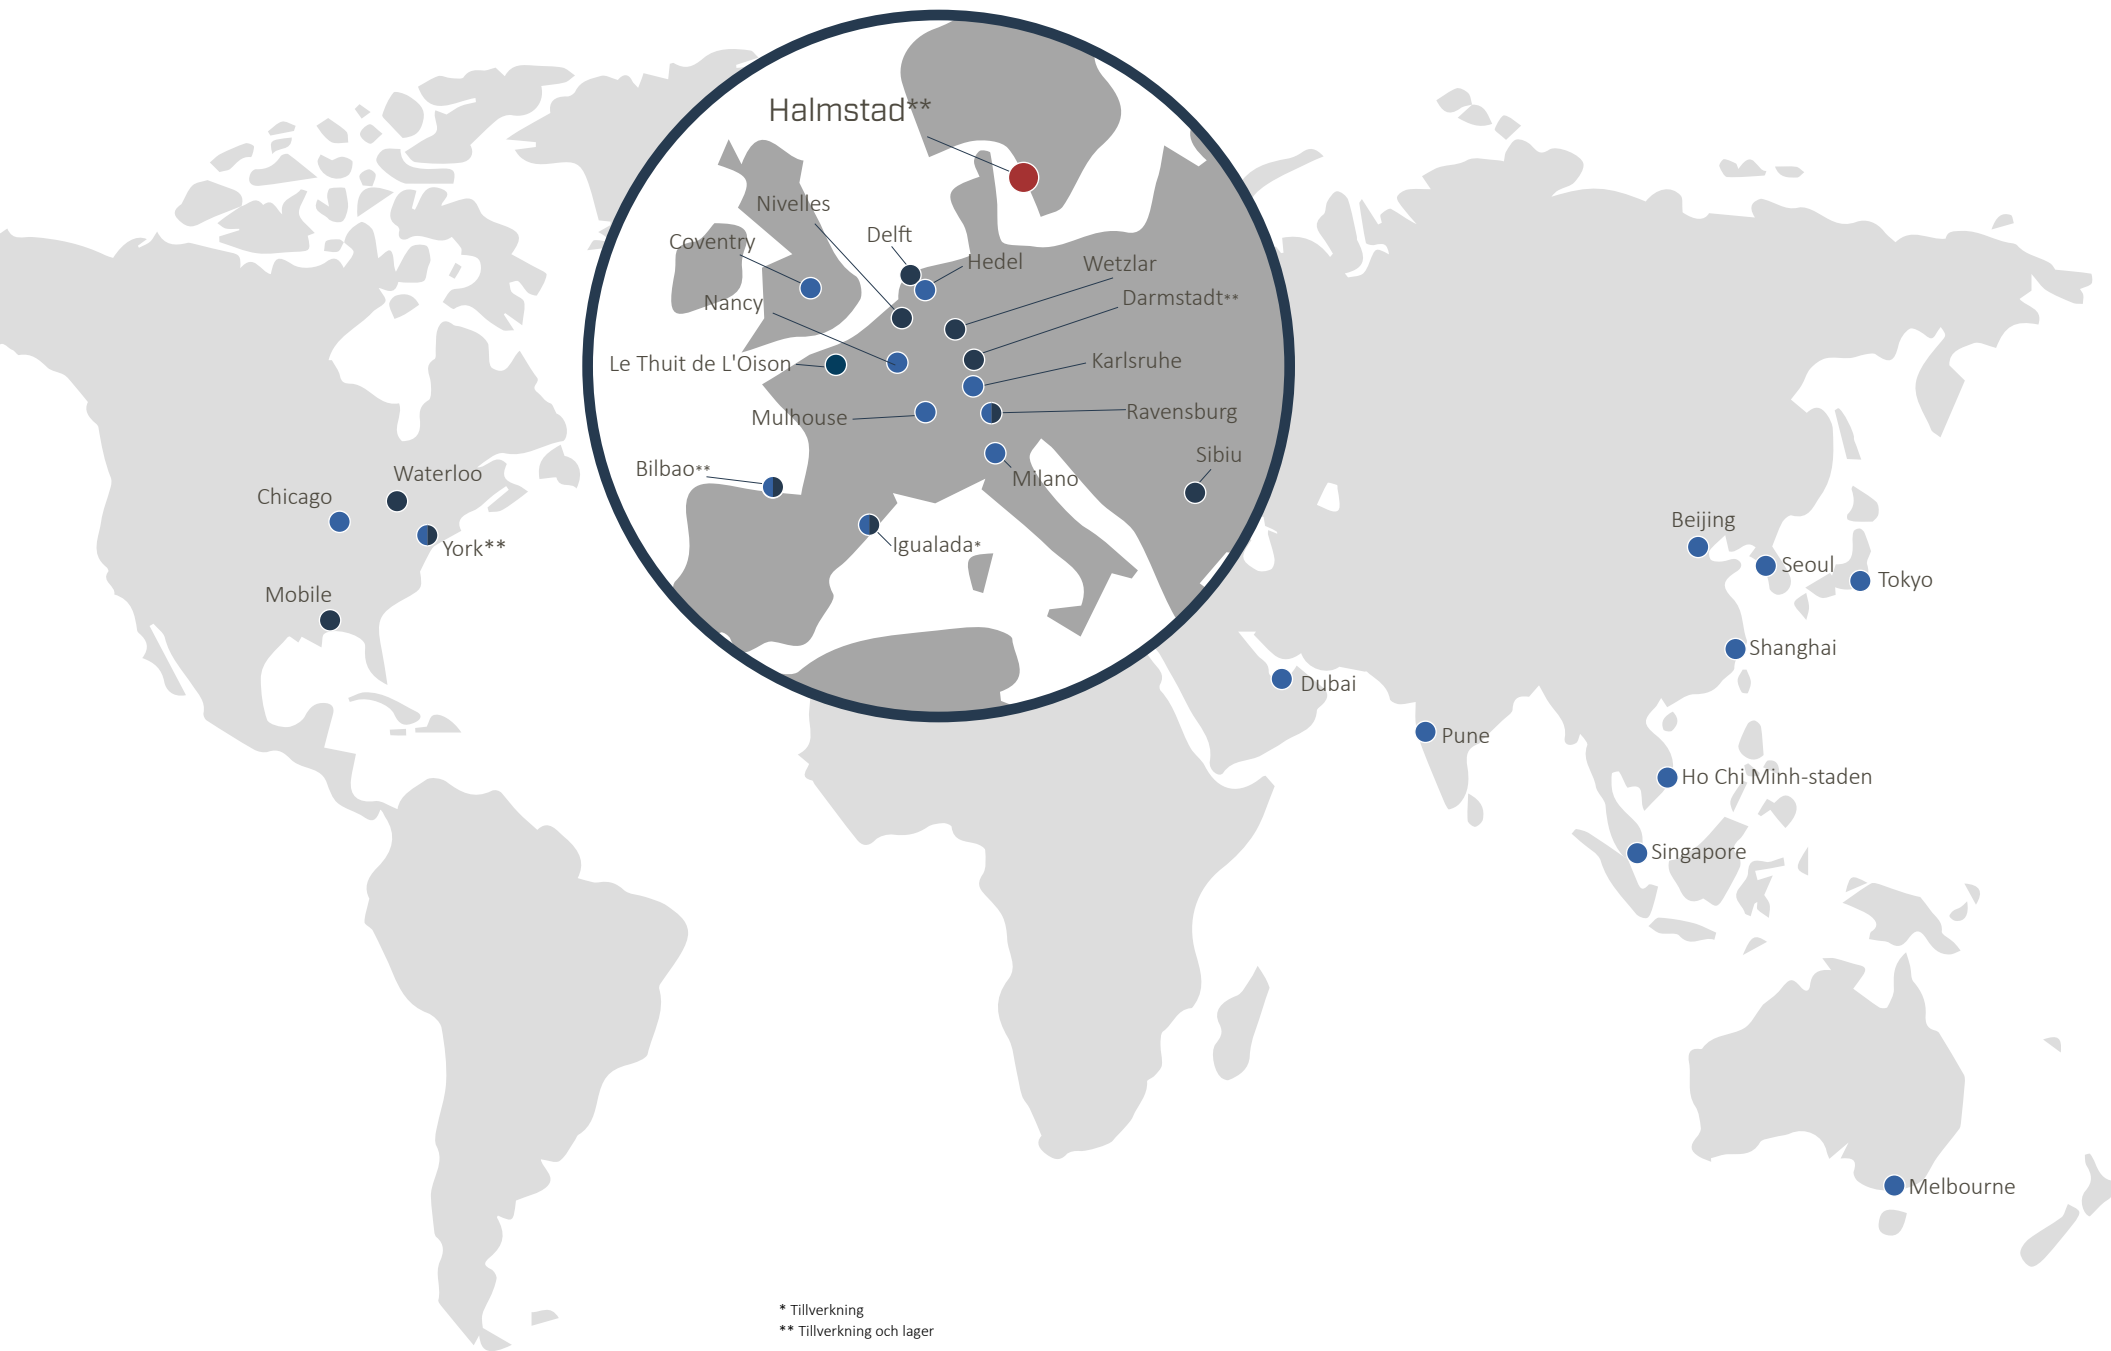 Halmstad**
Nivelles
Delft
Coventry
Hedel
Wetzlar
Darmstadt**
Nancy
Le Thuit de L'Oison
Karlsruhe
Mulhouse
Ravensburg
Sibiu
Bilbao**
Milano
Igualada*
Waterloo
Chicago
York**
Mobile
Beijing
Seoul
Tokyo
Shanghai
Dubai
Pune
Ho Chi Minh-staden
Singapore
Melbourne
* Tillverkning
** Tillverkning och lager